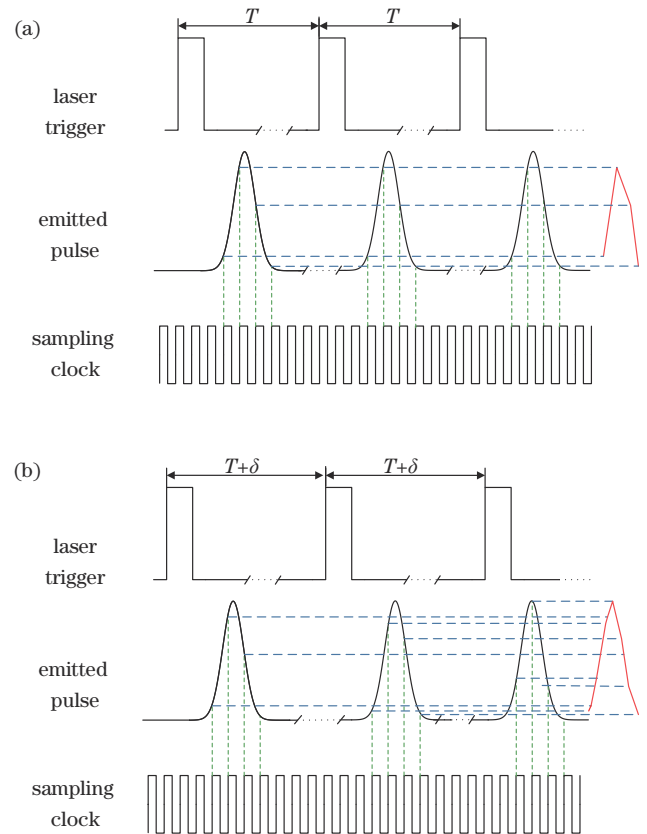 (a)
T T
laser
trigger
emitted
pulse
sampling
clock
(b)
T+δ T+δ
laser
trigger
emitted
pulse
sampling
clock